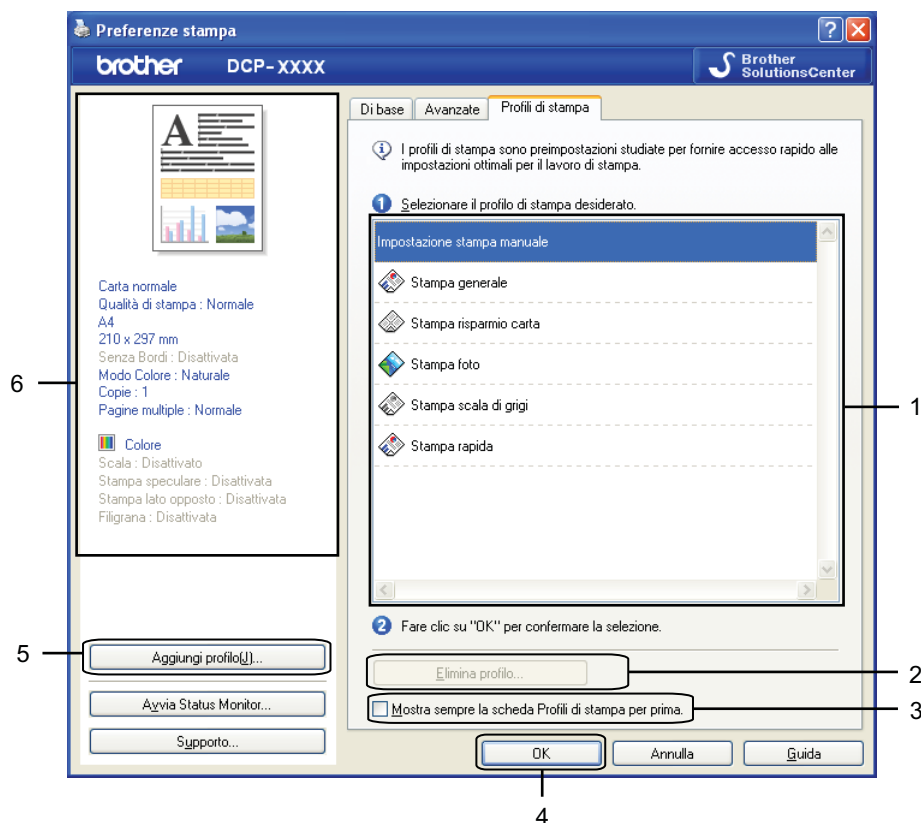 Preferenze stampa
?
brother
DCP-XXXX
Brother
SolutionsCenter
A
Carta normale
Qualità di stampa : Normale
A4
210 x 297 mm
Senza Bordi : Disattivata
Modo Colore : Naturale
Copie : 1
Pagine multiple : Normale
Colore
Scala : Disattivato
Stampa speculare : Disattivata
Stampa lato opposto : Disattivata
Filigrana : Disattivata
6
Aggiungi profilo(J)...
5
Avvia Status Monitor...
Supporto...
Di base
Avanzate
Profili di stampa
I profili di stampa sono preimpostazioni studiate per fornire accesso rapido alle
impostazioni ottimali per il lavoro di stampa.
1 Selezionare il profilo di stampa desiderato.
Impostazione stampa manuale
Stampa generale
Stampa risparmio carta
Stampa foto
Stampa scala di grigi
Stampa rapida
1
2 Fare clic su "OK" per confermare la selezione.
Elimina profilo...
2
Mostra sempre la scheda Profili di stampa per prima.
3
OK
Annulla
Guida
4